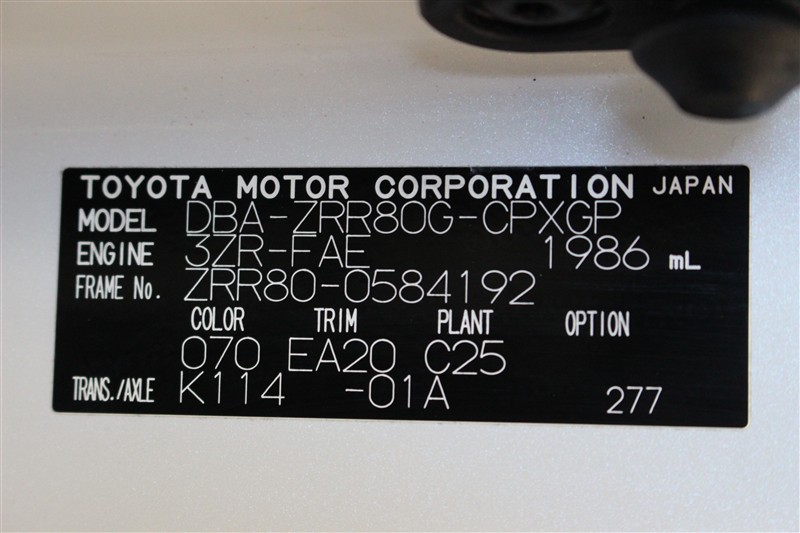 TOYOTA MOTOR CORPORATION JAPAN
MODEL DBA-ZRR80G-CPXGP
ENGINE 3ZR-FAE 1986 mL
FRAME No. ZRR80-0584192
COLOR TRIM PLANT OPTION
070 EA20 C25
TRANS./AXLE K114 -01A 277